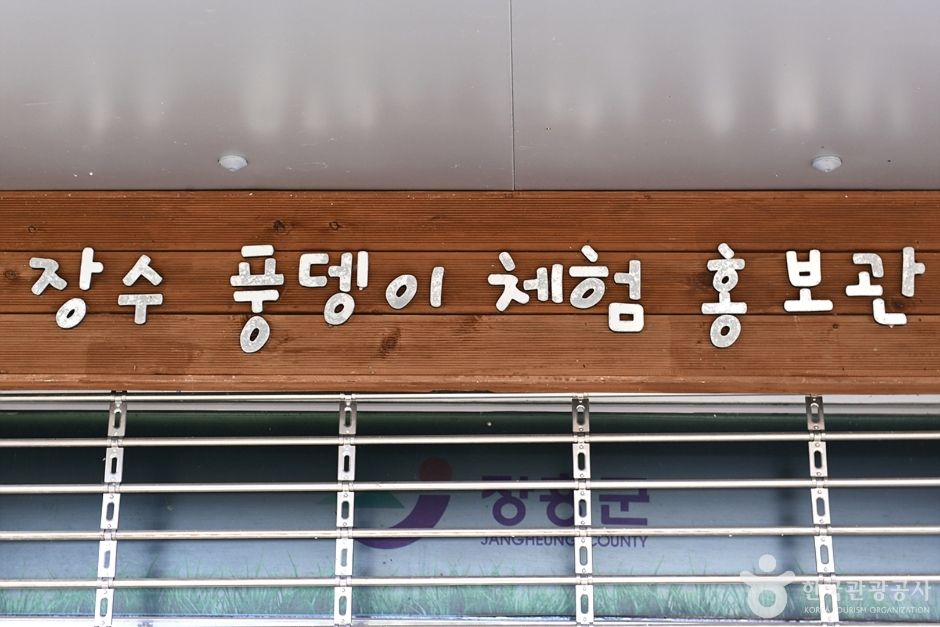 장수 풍뎅이 체험 홍보관
장흥군
JANGHEUNG COUNTY
한국관광공사
KOREA TOURISM ORGANIZATION